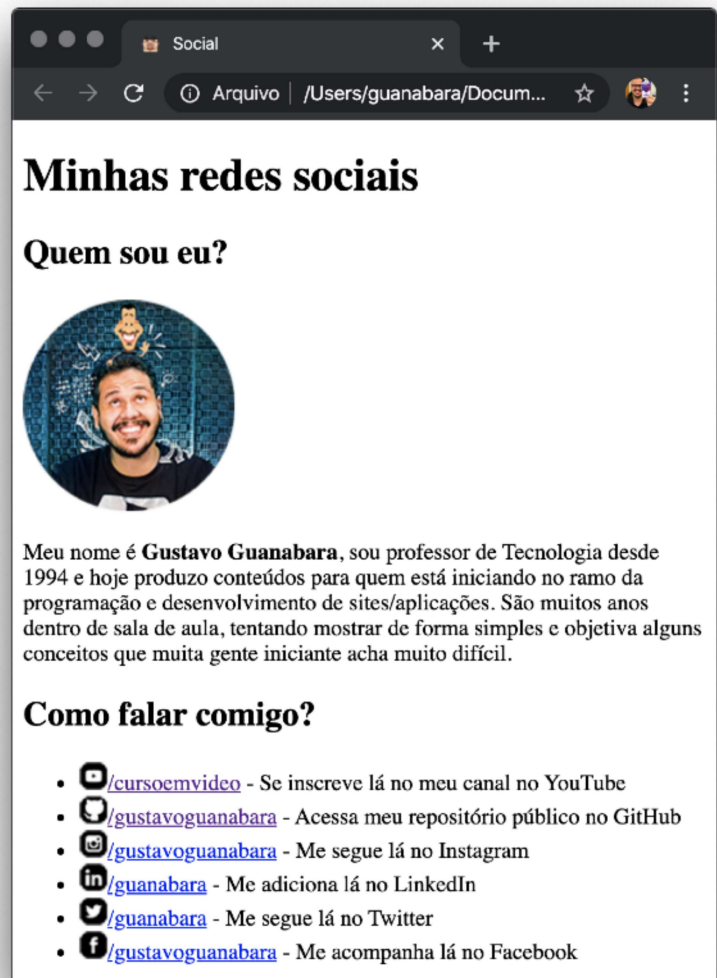 Social
Arquivo | /Users/guanabara/Docum...
Minhas redes sociais
Quem sou eu?
Meu nome é Gustavo Guanabara, sou professor de Tecnologia desde
1994 e hoje produzo conteúdos para quem está iniciando no ramo da
programação e desenvolvimento de sites/aplicações. São muitos anos
dentro de sala de aula, tentando mostrar de forma simples e objetiva alguns
conceitos que muita gente iniciante acha muito difícil.
Como falar comigo?
/cursoemvideo - Se inscreve lá no meu canal no YouTube
/gustavoguanabara - Acessa meu repositório público no GitHub
/gustavoguanabara - Me segue lá no Instagram
/guanabara - Me adiciona lá no LinkedIn
/guanabara - Me segue lá no Twitter
/gustavoguanabara - Me acompanha lá no Facebook